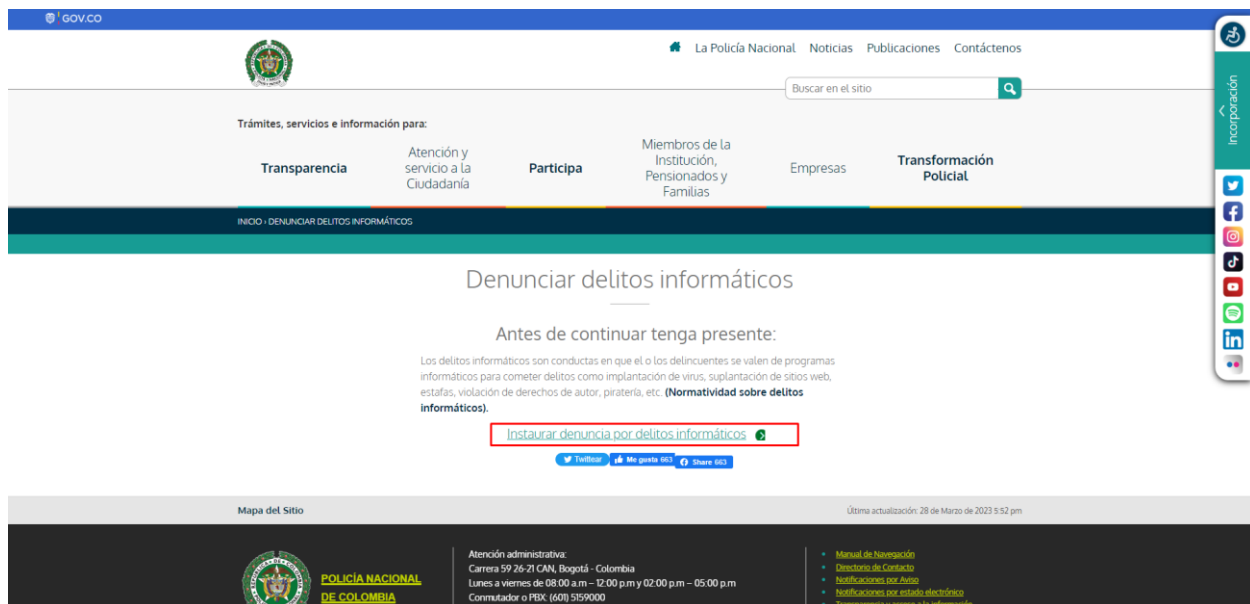 GOV.CO
La Policía Nacional Noticias Publicaciones Contáctenos
Buscar en el sitio
Incorporación
Trámites, servicios e información para:
Transparencia
Atención y
servicio a la
Ciudadanía
Participa
Miembros de la
Institución,
Pensionados y
Familias
Empresas
Transformación
Policial
INICIO › DENUNCIAR DELITOS INFORMÁTICOS
Denunciar delitos informáticos
Antes de continuar tenga presente:
Los delitos informáticos son conductas en que el o los delincuentes se valen de programas
informáticos para cometer delitos como implantación de virus, suplantación de sitios web,
estafas, violación de derechos de autor, piratería, etc. (Normatividad sobre delitos
informáticos).
Instaurar denuncia por delitos informáticos
Twittear Me gusta 663 Share 663
Mapa del Sitio
Última actualización: 28 de Marzo de 2023 5:52 pm
POLICÍA NACIONAL
DE COLOMBIA
Atención administrativa:
Carrera 59 26-21 CAN, Bogotá - Colombia
Lunes a viernes de 08:00 a.m – 12:00 p.m y 02:00 p.m – 05:00 p.m
Conmutador o PBX: (601) 5159000
Manual de Navegación
Directorio de Contacto
Notificaciones por Aviso
Notificaciones por estado electrónico
Transparencia y acceso a la información